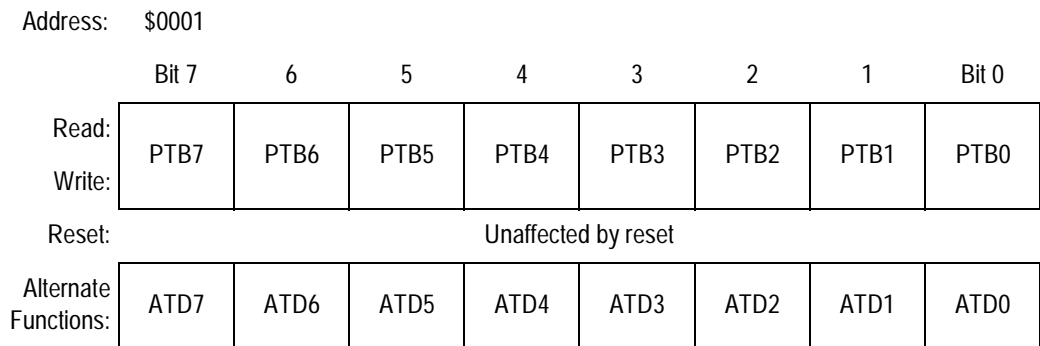 Address: $0001
Bit 7 6 5 4 3 2 1 Bit 0
Read:
PTB7 PTB6 PTB5 PTB4 PTB3 PTB2 PTB1 PTB0
Write:
Reset: Unaffected by reset
Alternate
Functions: ATD7 ATD6 ATD5 ATD4 ATD3 ATD2 ATD1 ATD0